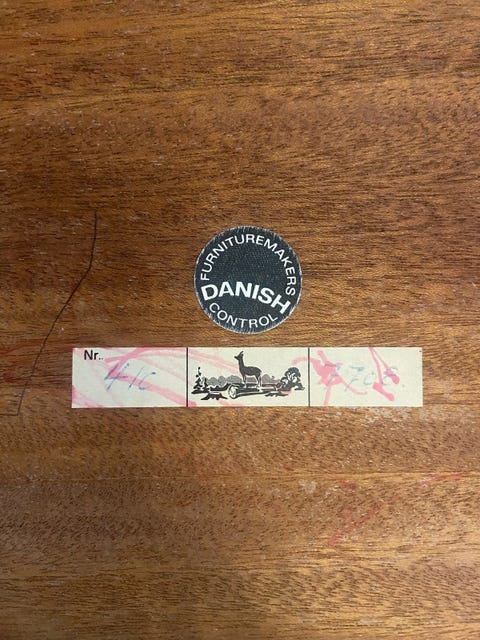 FURNITUREMAKERS
DANISH
CONTROL
Nr.